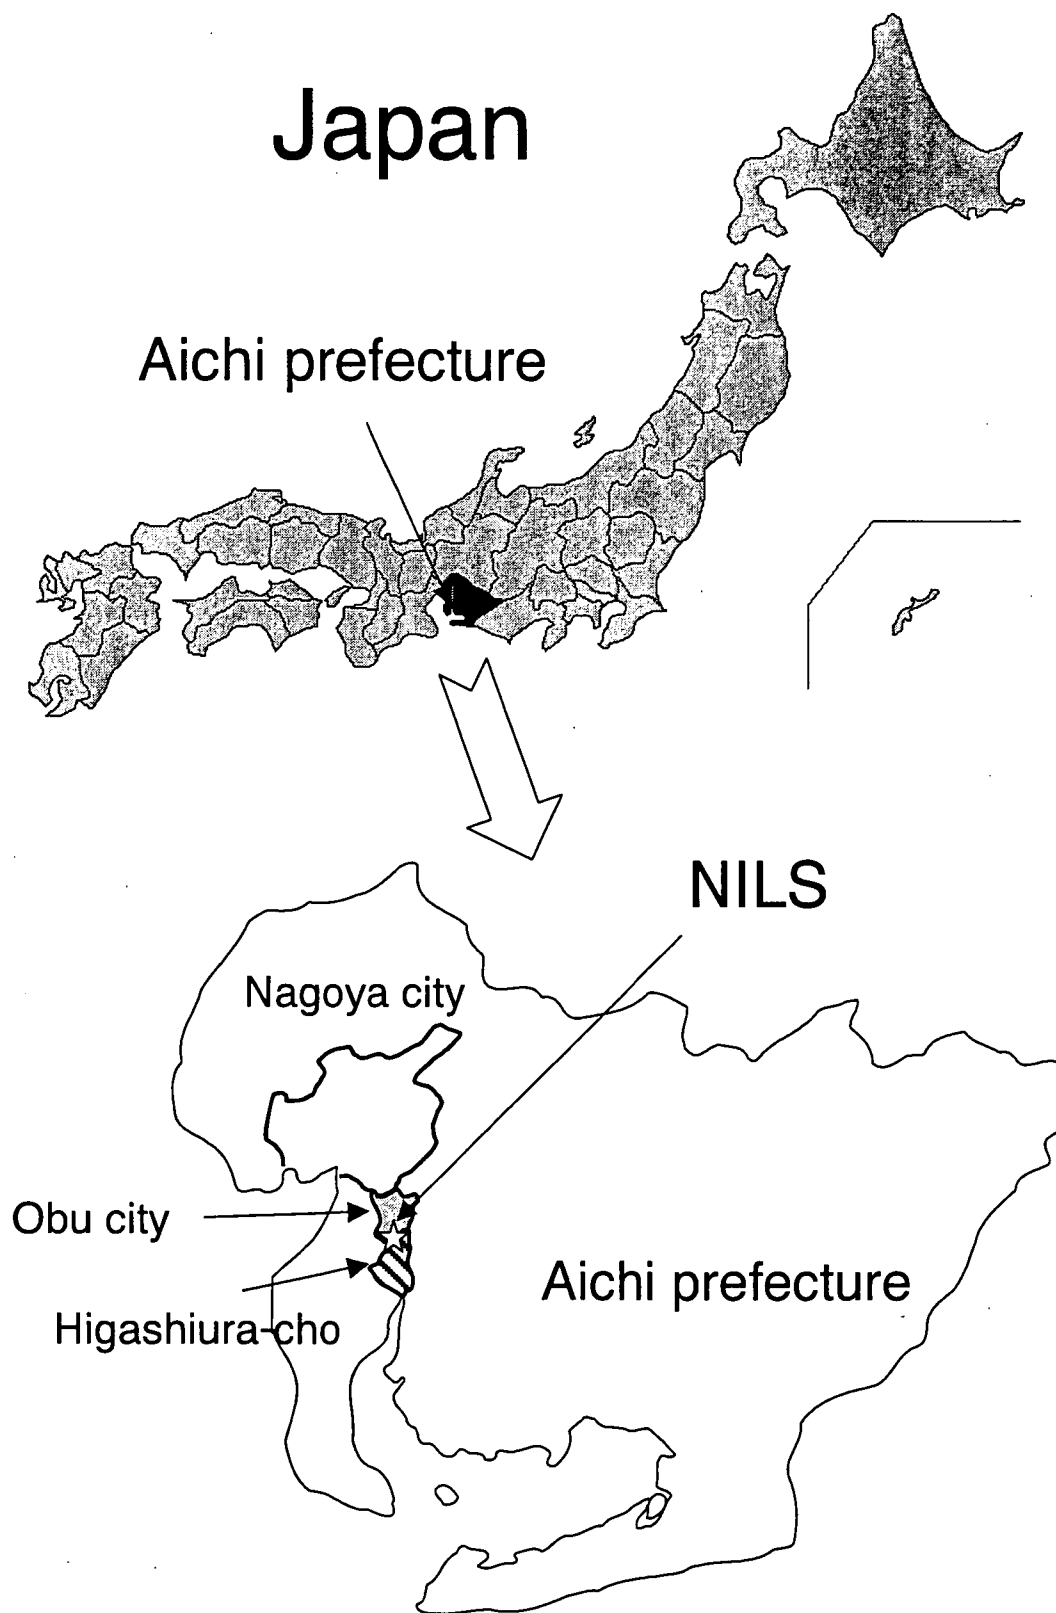 Japan
Aichi prefecture
NILS
Nagoya city
Obu city
Aichi prefecture
Higashiura-cho